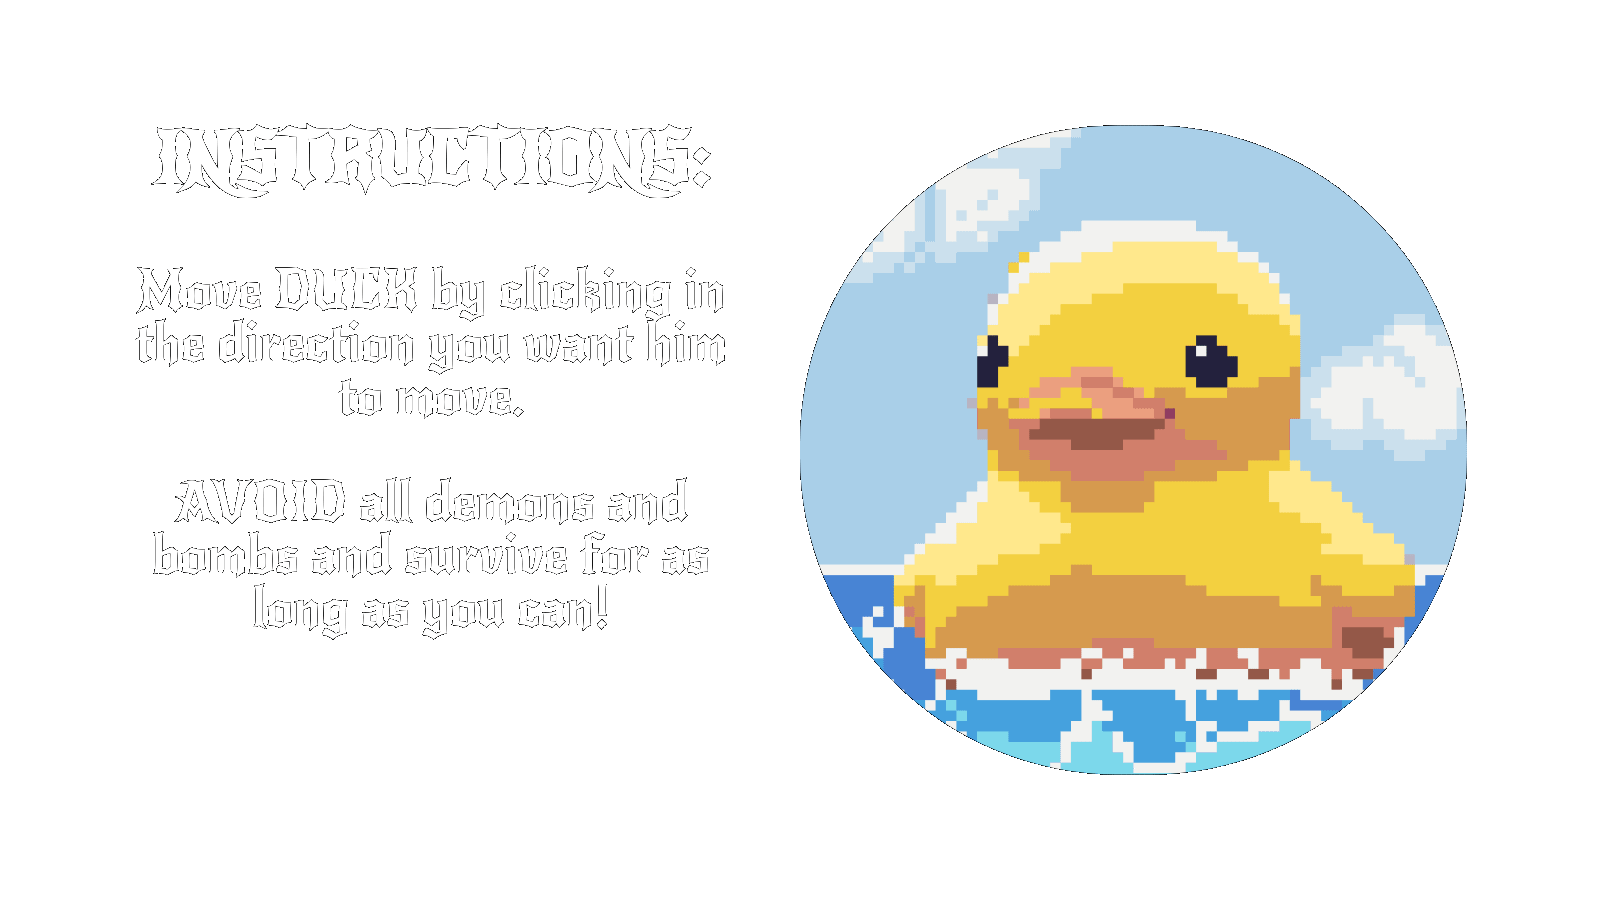 INSTRUCTIONS:
Move DUCK by clicking in
the direction you want him
to move.
AVOID all demons and
bombs and survive for as
long as you can!